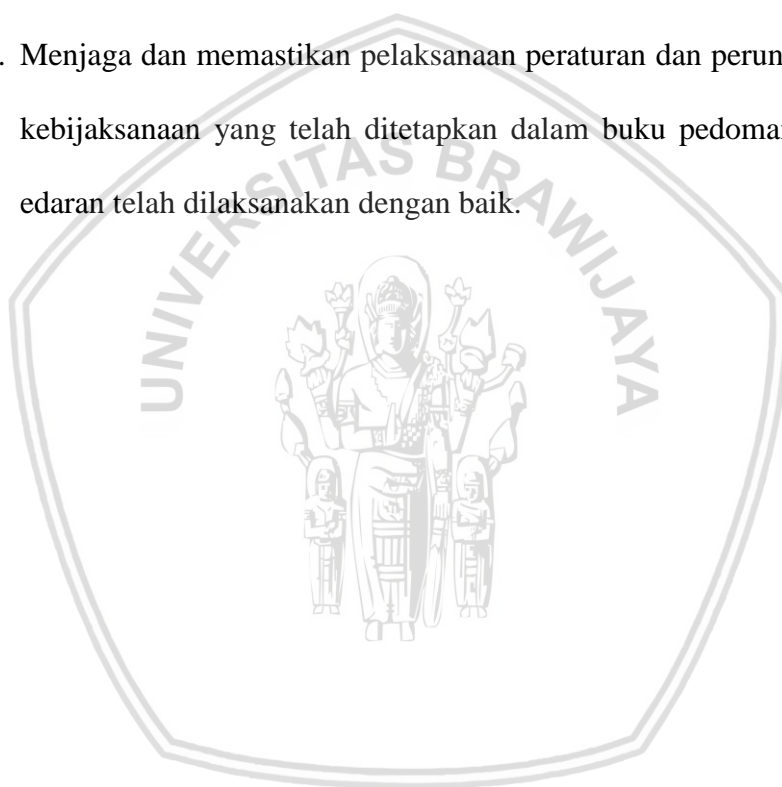 . Menjaga dan memastikan pelaksanaan peraturan dan perun
kebijaksanaan yang telah ditetapkan dalam buku pedoman
edaran telah dilaksanakan dengan baik.
UNIVERSITAS BRAWIJAYA